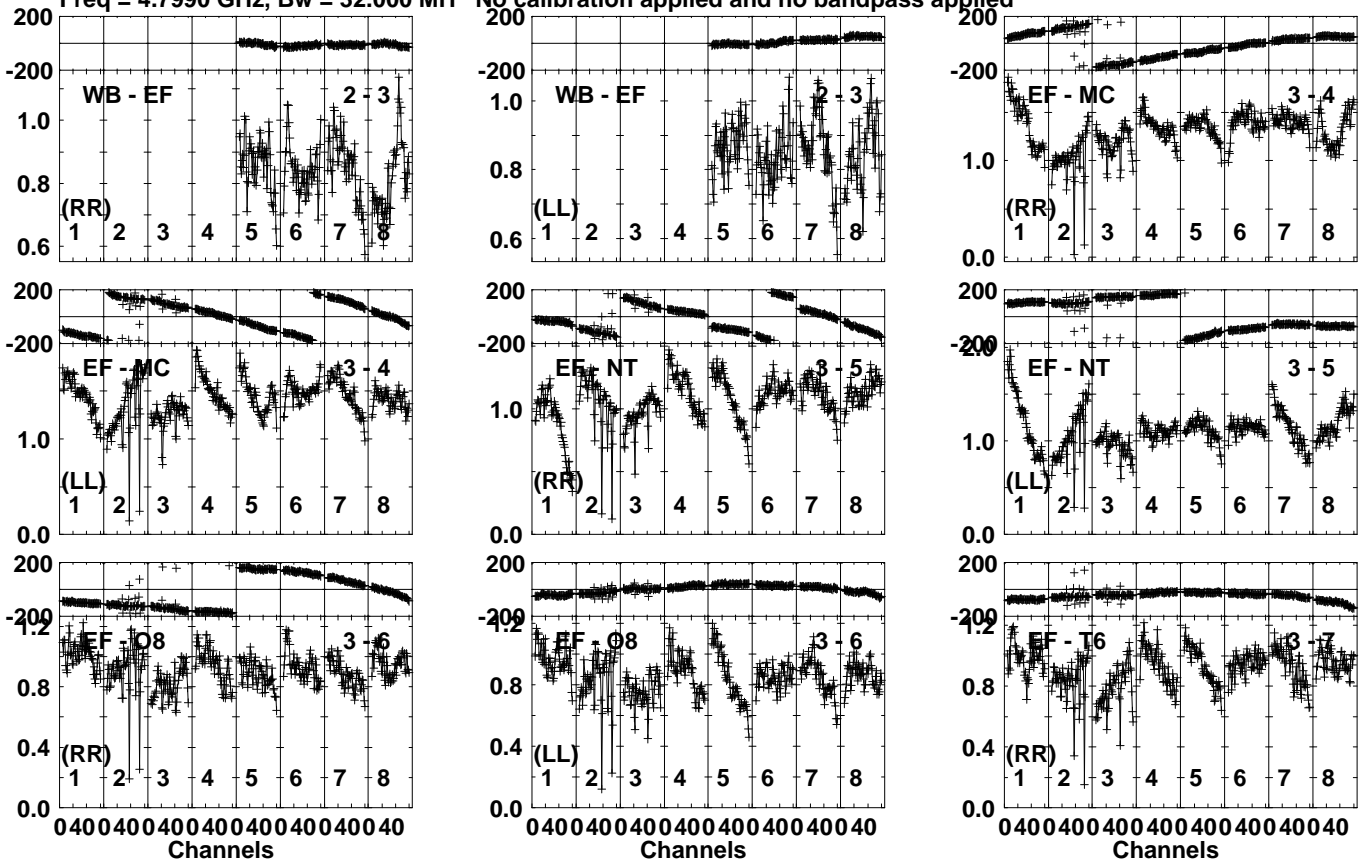 Freq = 4.7990 GHz, Bw = 32.000 MH No calibration applied and no bandpass applied
200 200 200
-200 -200 -200
WB - EF 2 - 3 WB - EF 2 - 3 EF - MC 3 - 4
1.0 1.0
1.0
0.8 0.8
(RR) (LL) (RR)
1 2 3 4 5 6 7 8 1 2 3 4 5 6 7 8 1 2 3 4 5 6 7 8
0.6 0.6 0.0
200 200 200
-200 -200 -200
2.0
EF - MC 3 - 4 EF - NT 3 - 5 EF - NT 3 - 5
1.0 1.0 1.0
(LL) (RR) (LL)
1 2 3 4 5 6 7 8 1 2 3 4 5 6 7 8 1 2 3 4 5 6 7 8
0.0 0.0 0.0
200 200 200
-200 -200 -200
1.2 1.2
EF - O8 3 - 6 EF - O8 3 - 6 EF - T6 3 - 7
0.8 0.8 0.8
(RR) (LL) (RR)
0.4 0.4 0.4
1 2 3 4 5 6 7 8 1 2 3 4 5 6 7 8 1 2 3 4 5 6 7 8
0.0 0.0 0.0
0 40 0 40 0 40 0 40 0 40 0 40 0 40 0 40 0 40 0 40 0 40 0 40 0 40 0 40 0 40 0 40 0 40 0 40 0 40 0 40 0 40 0 40 0 40 0 40
Channels Channels Channels